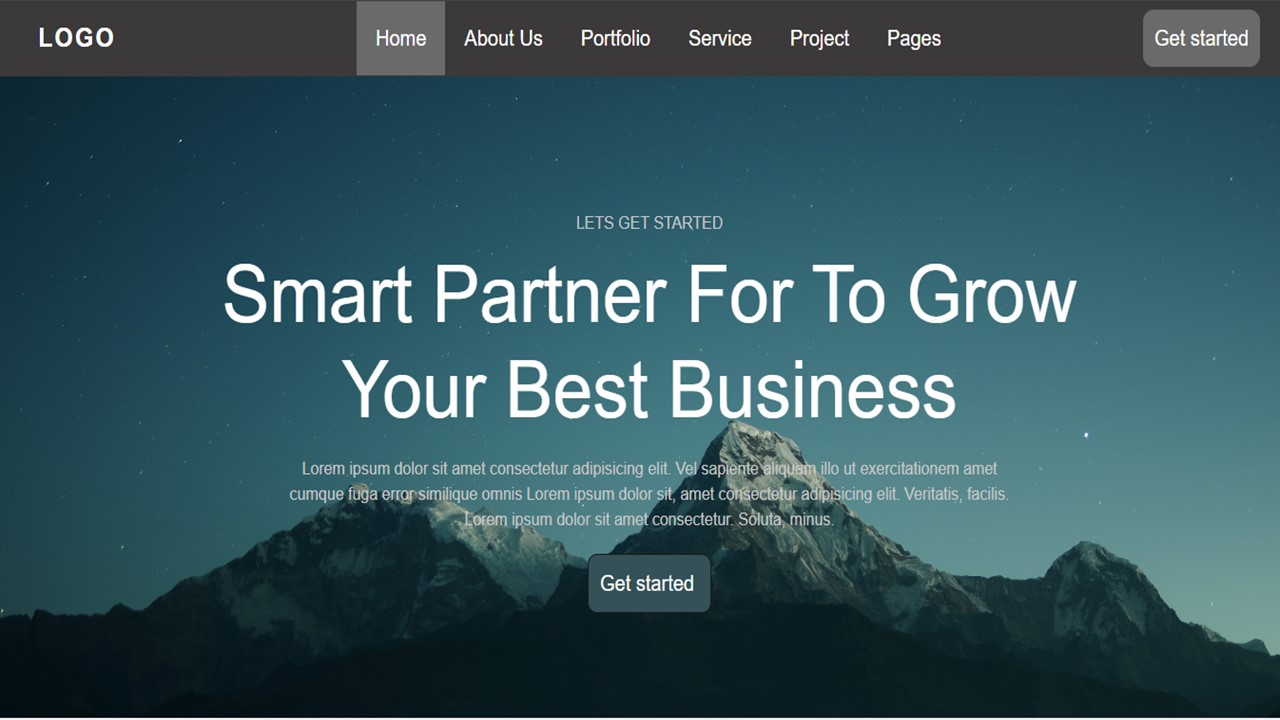 LOGO Home About Us Portfolio Service Project Pages Get started
LETS GET STARTED
Smart Partner For To Grow
Your Best Business
Lorem ipsum dolor sit amet consectetur adipisicing elit. Vel sapiente aliquam illo ut exercitationem amet
cumque fuga error similique omnis Lorem ipsum dolor sit, amet consectetur adipisicing elit. Veritatis, facilis.
Lorem ipsum dolor sit amet consectetur. Soluta, minus.
Get started